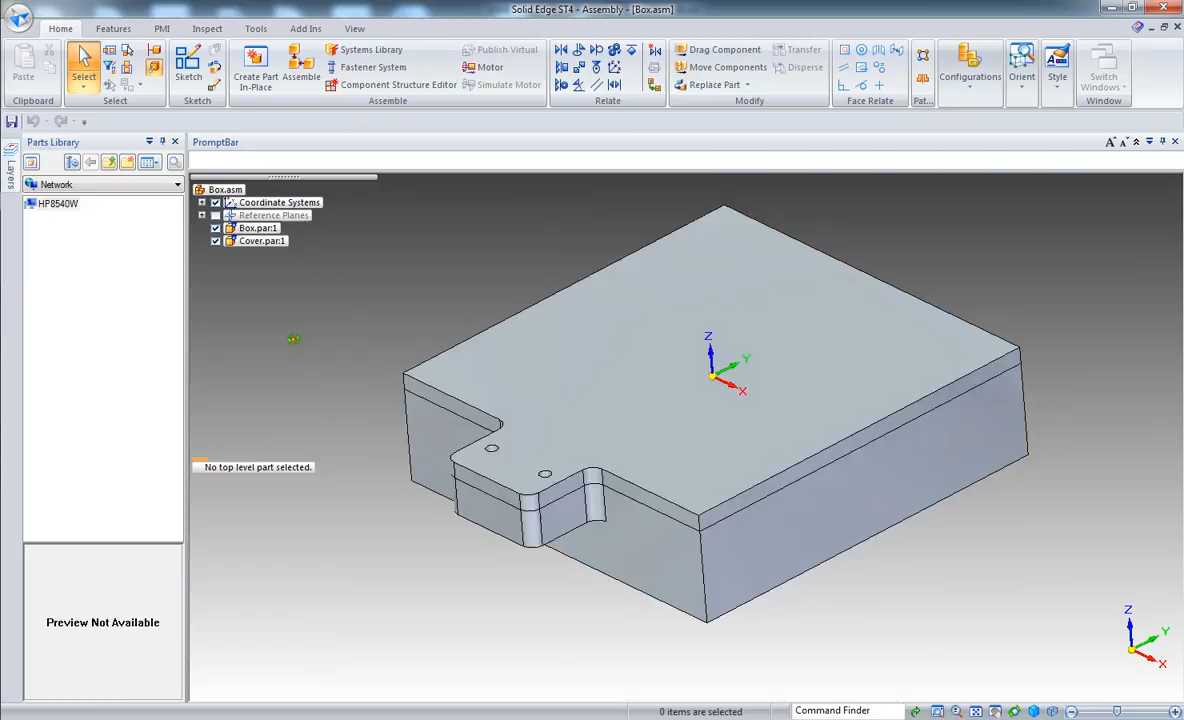 Solid Edge ST4 - Assembly - [Box.asm]
Home Features PMI Inspect Tools Add Ins View
Paste
Clipboard
Select
Select
Sketch
Sketch
Create Part In-Place
Assemble
Systems Library
Fastener System
Component Structure Editor
Publish Virtual
Motor
Simulate Motor
Assemble
Relate
Drag Component
Move Components
Replace Part
Transfer
Disperse
Modify
Face Relate
Pat...
Configurations
Orient
Style
Switch Windows
Window
Layers
Parts Library
PromptBar
Network
HP8540W
Box.asm
Coordinate Systems
Reference Planes
Box.par:1
Cover.par:1
No top level part selected.
Z
Y
X
Preview Not Available
Z
Y
X
0 items are selected
Command Finder